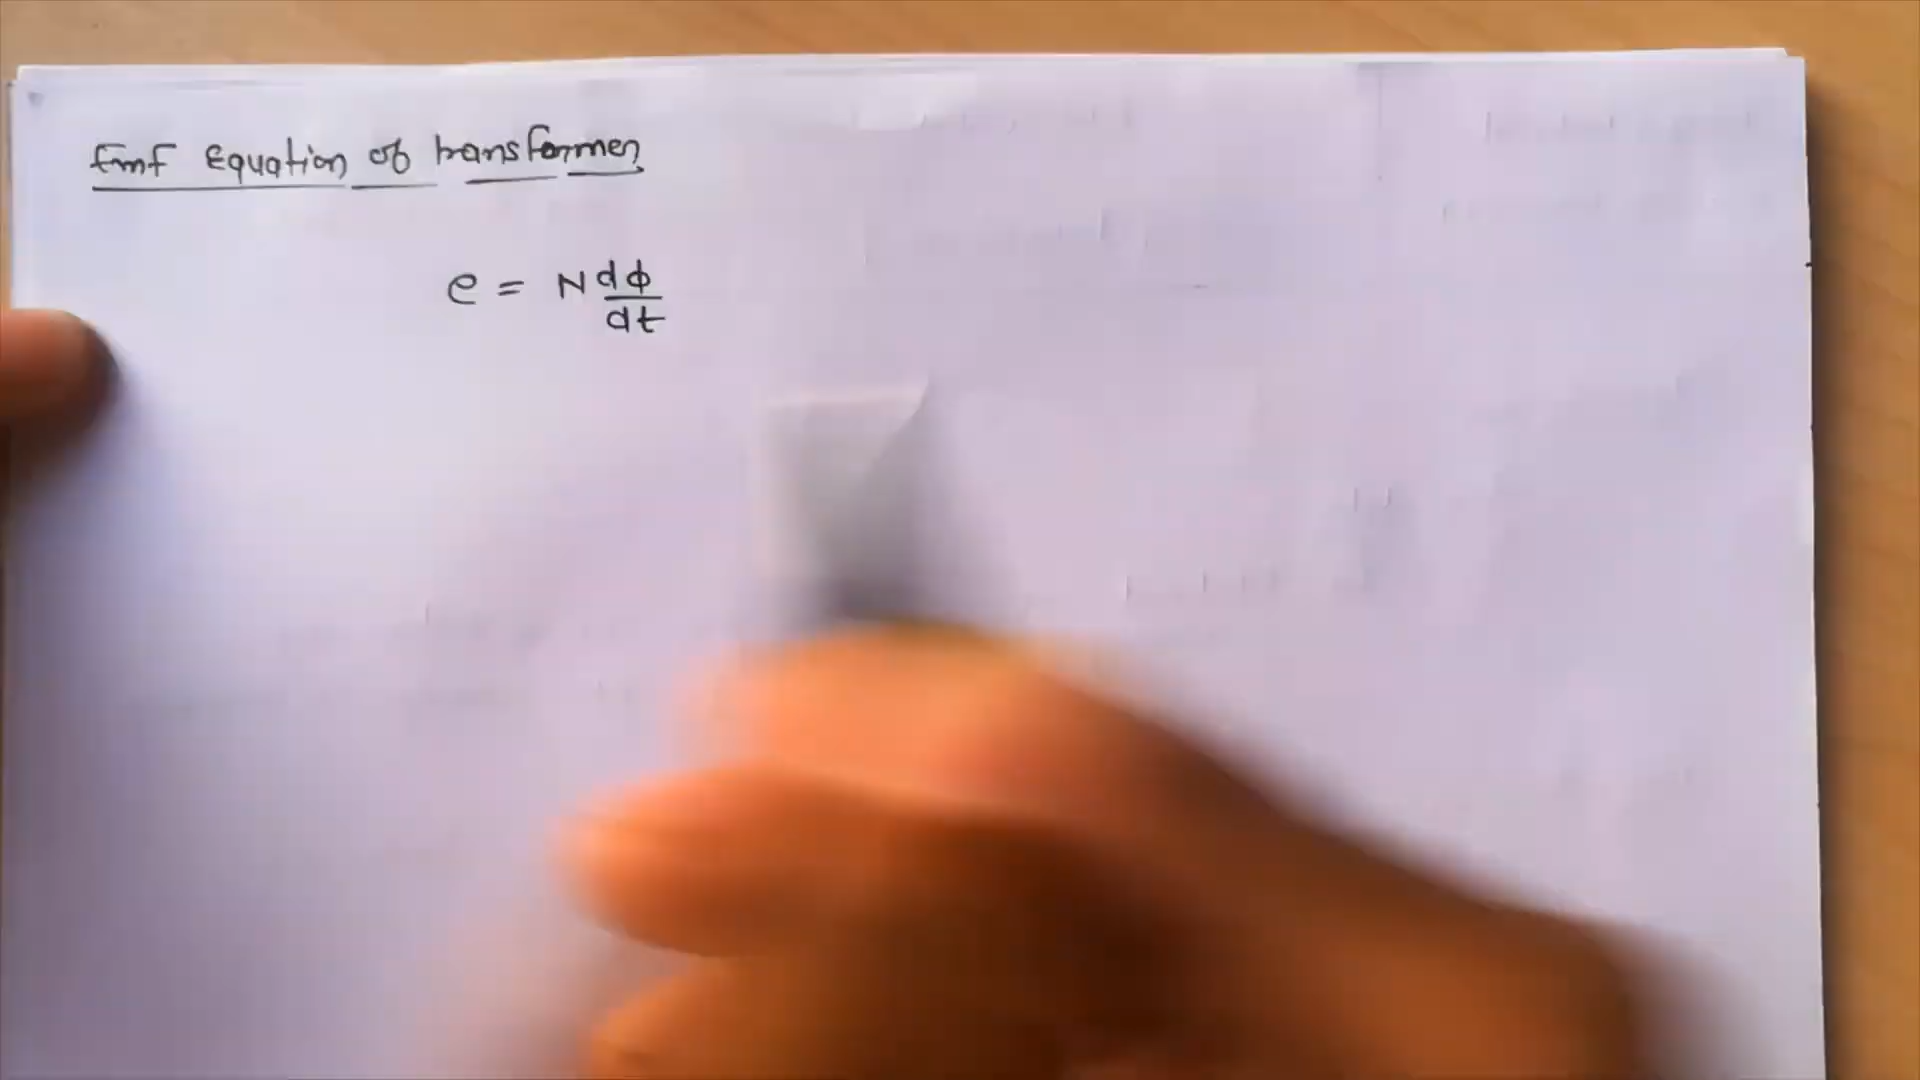 Emf Equation of transformer
e = N dϕ/dt